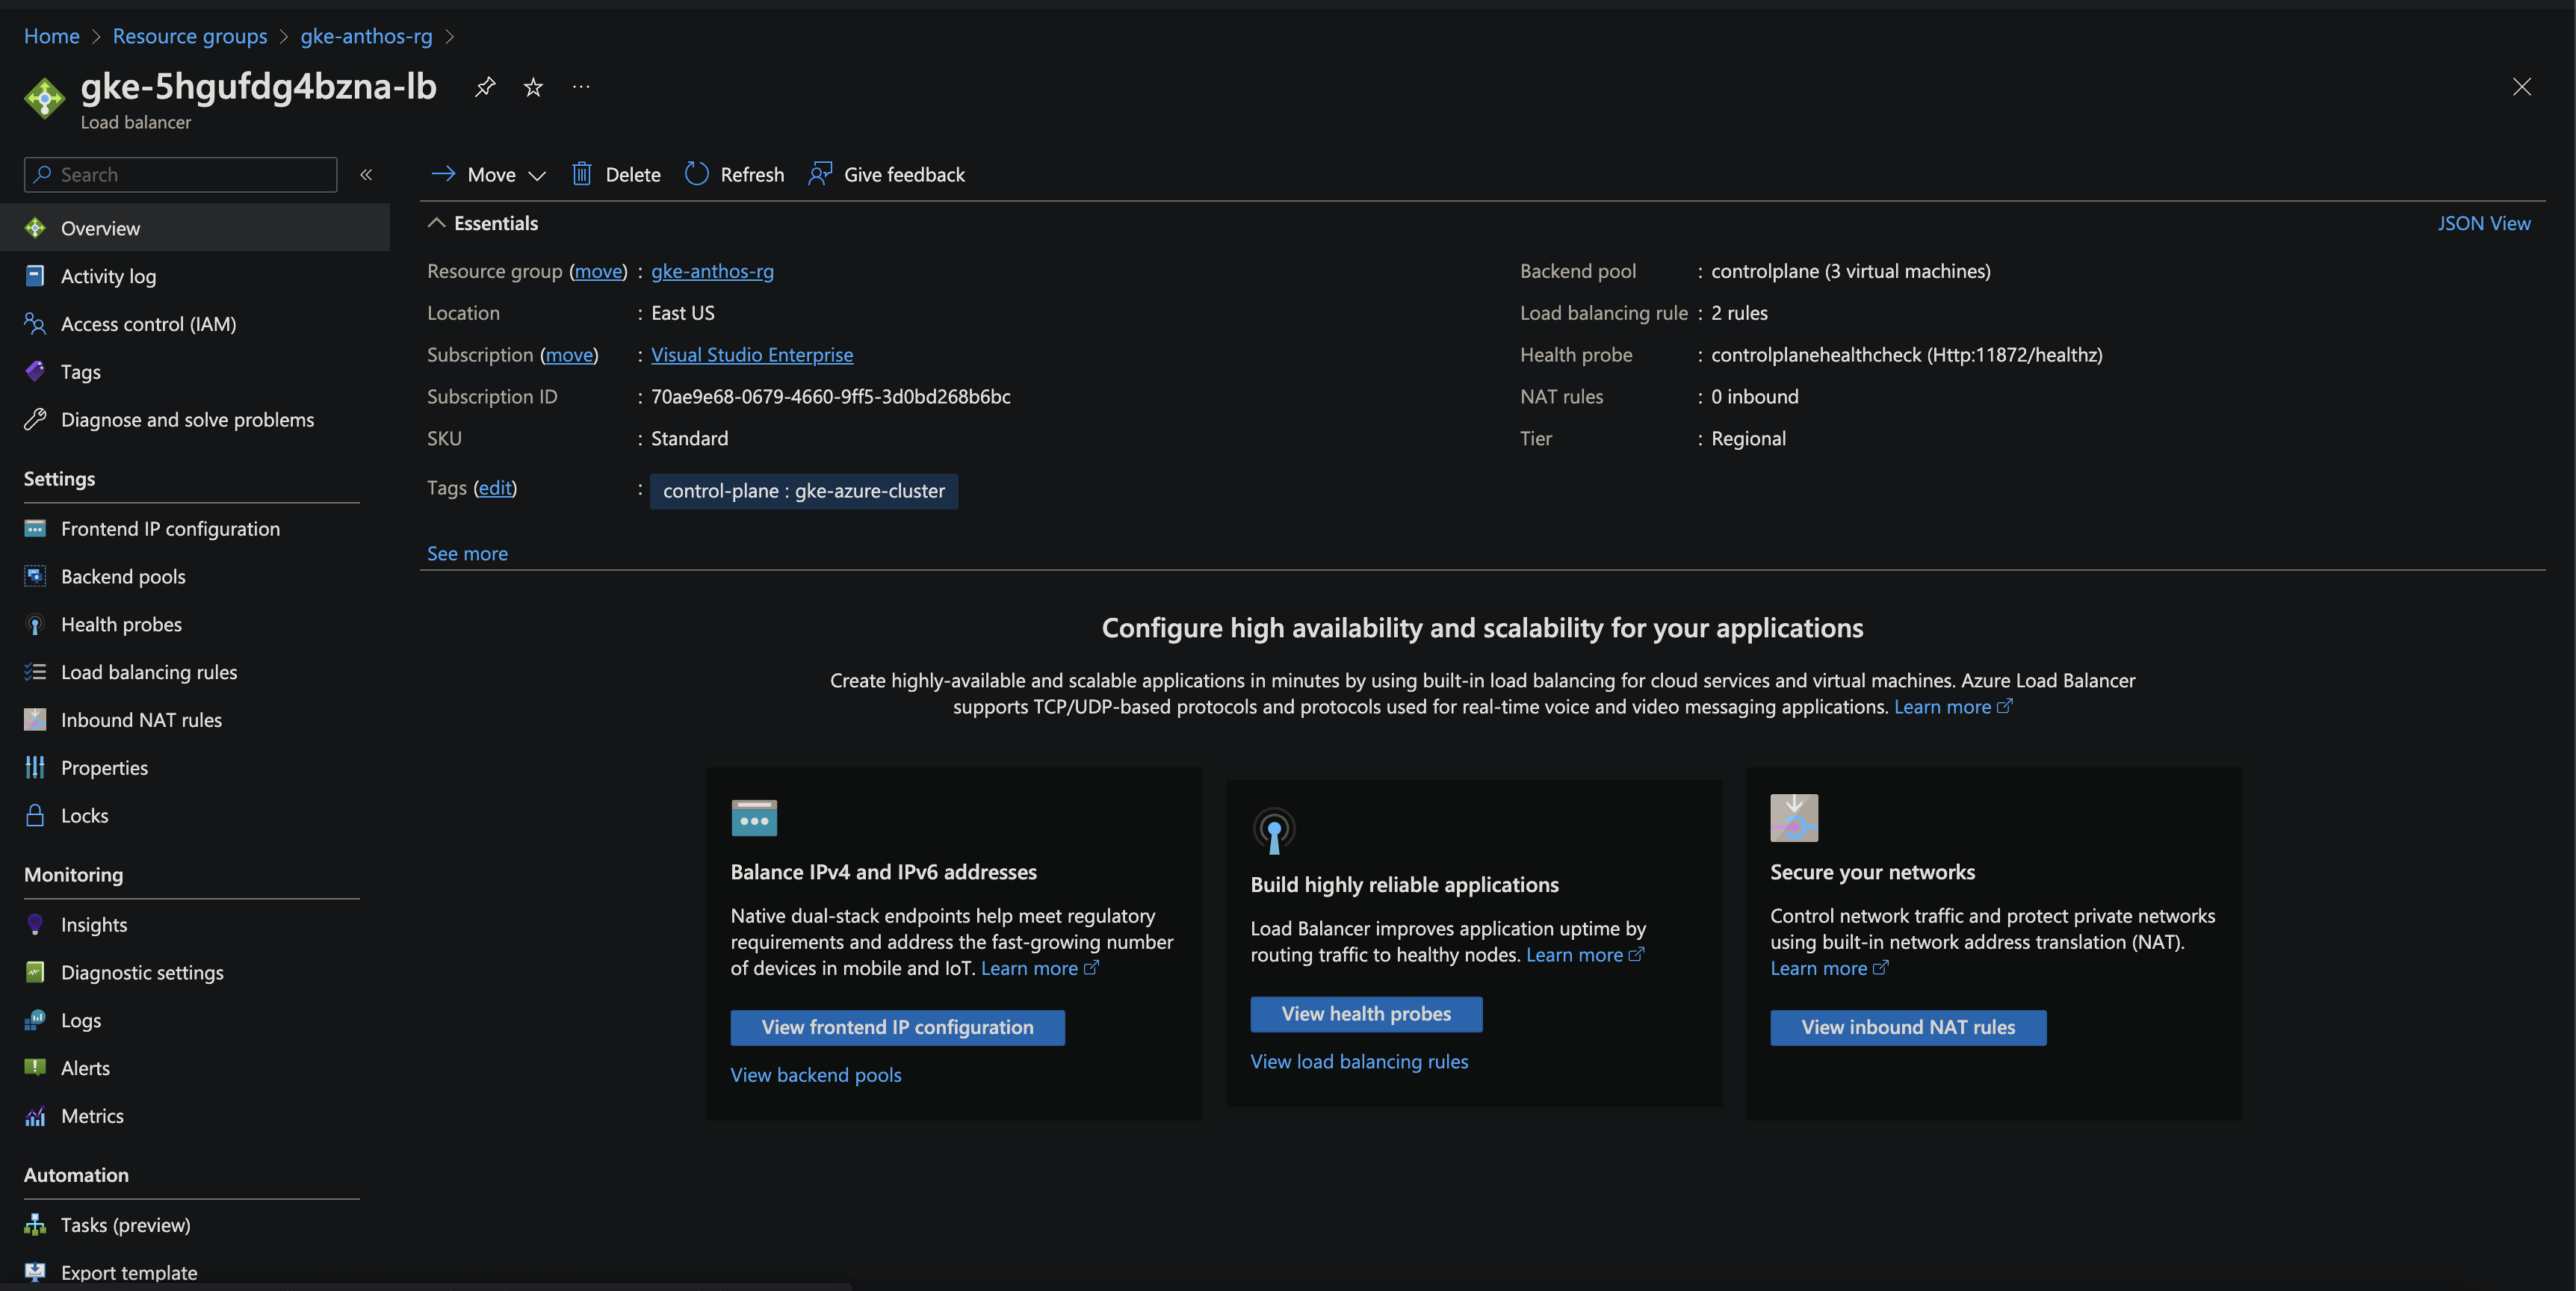 Home > Resource groups > gke-anthos-rg >
gke-5hgufdg4bzna-lb ...
Load balancer
Search «
Move Delete Refresh Give feedback
Overview
Activity log
Access control (IAM)
Tags
Diagnose and solve problems
Settings
Frontend IP configuration
Backend pools
Health probes
Load balancing rules
Inbound NAT rules
Properties
Locks
Monitoring
Insights
Diagnostic settings
Logs
Alerts
Metrics
Automation
Tasks (preview)
Export template
Essentials JSON View
Resource group (move) : gke-anthos-rg
Location : East US
Subscription (move) : Visual Studio Enterprise
Subscription ID : 70ae9e68-0679-4660-9ff5-3d0bd268b6bc
SKU : Standard
Tags (edit) : control-plane : gke-azure-cluster
See more
Backend pool : controlplane (3 virtual machines)
Load balancing rule : 2 rules
Health probe : controlplanehealthcheck (Http:11872/healthz)
NAT rules : 0 inbound
Tier : Regional
Configure high availability and scalability for your applications
Create highly-available and scalable applications in minutes by using built-in load balancing for cloud services and virtual machines. Azure Load Balancer
supports TCP/UDP-based protocols and protocols used for real-time voice and video messaging applications. Learn more
Balance IPv4 and IPv6 addresses
Native dual-stack endpoints help meet regulatory
requirements and address the fast-growing number
of devices in mobile and IoT. Learn more
View frontend IP configuration
View backend pools
Build highly reliable applications
Load Balancer improves application uptime by
routing traffic to healthy nodes. Learn more
View health probes
View load balancing rules
Secure your networks
Control network traffic and protect private networks
using built-in network address translation (NAT).
Learn more
View inbound NAT rules